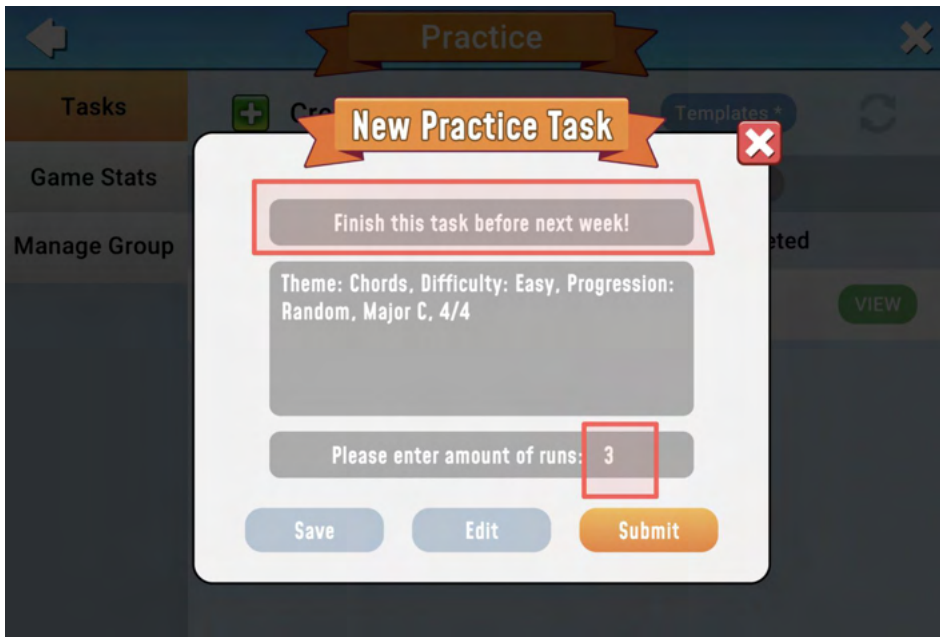 Practice
Tasks
Templates *
New Practice Task
Game Stats
Finish this task before next week!
Manage Group
Theme: Chords, Difficulty: Easy, Progression:
Random, Major C, 4/4
VIEW
Please enter amount of runs: 3
Save Edit Submit